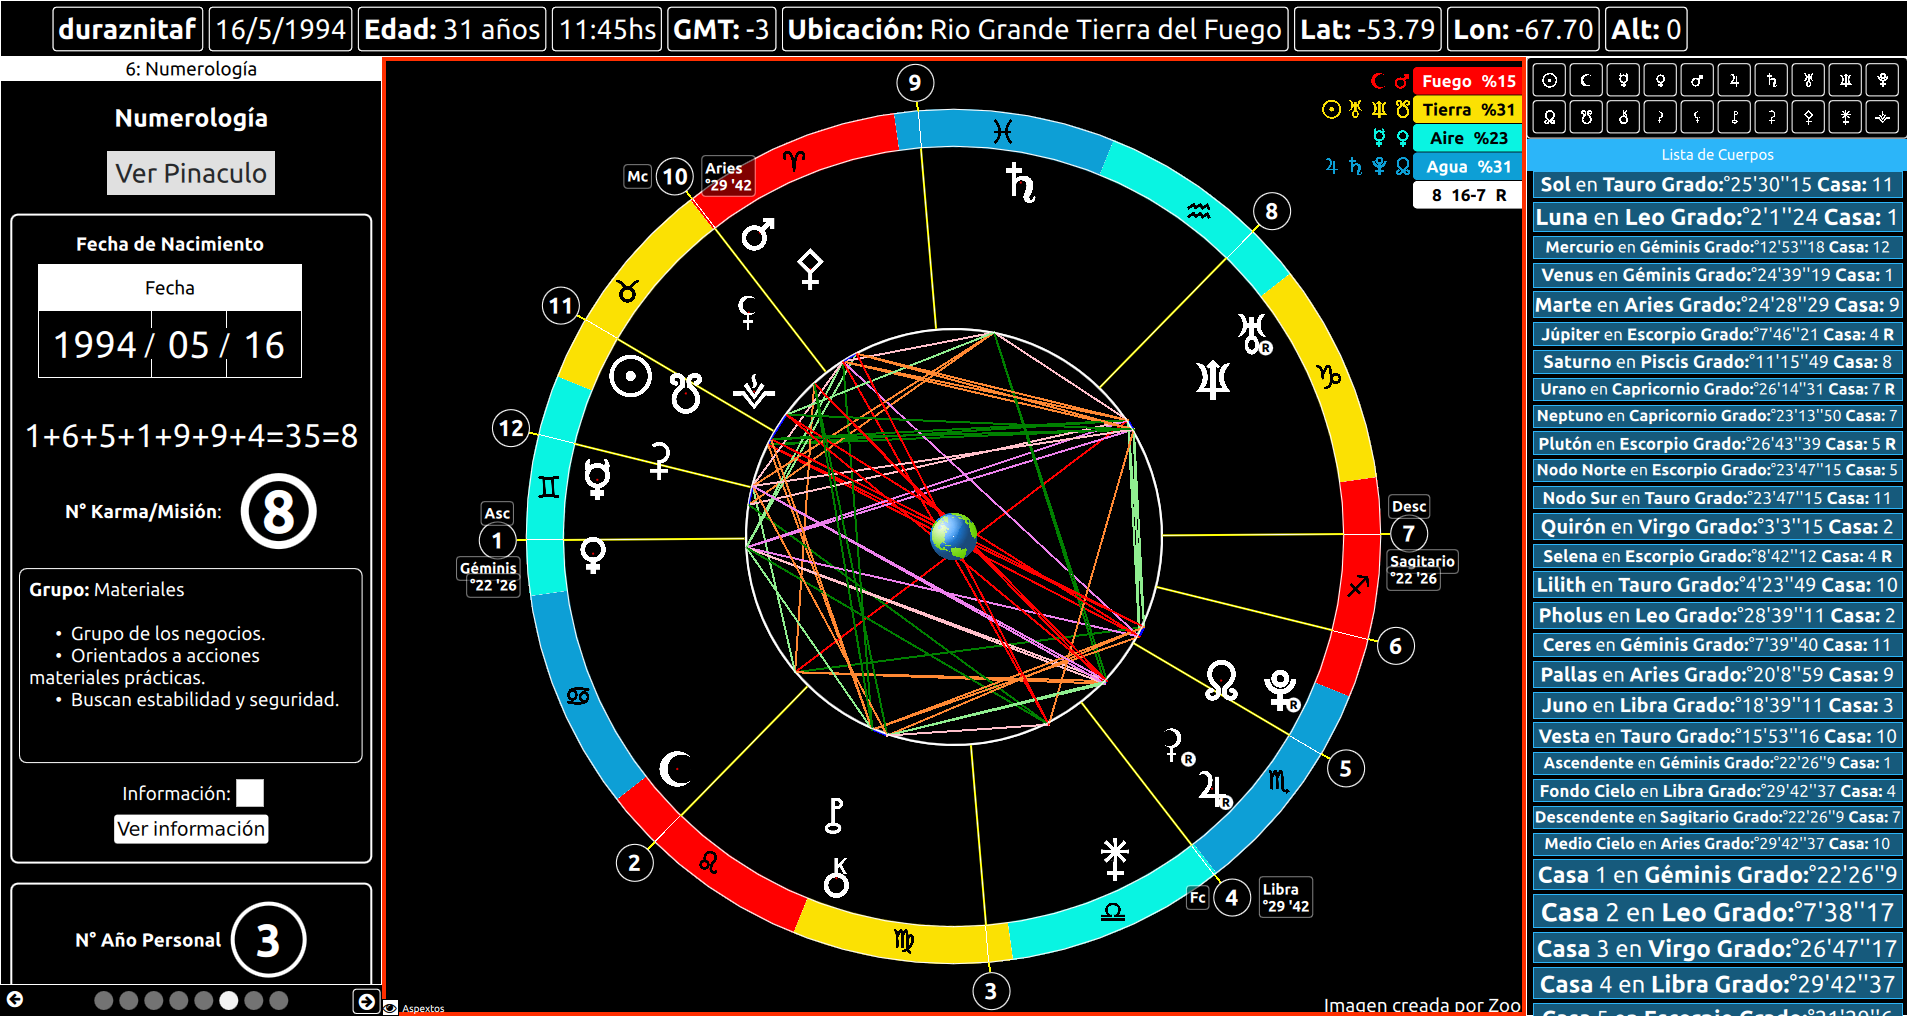 duraznitaf 16/5/1994 Edad: 31 años 11:45hs GMT: -3 Ubicación: Rio Grande Tierra del Fuego Lat: -53.79 Lon: -67.70 Alt: 0
6: Numerología
Numerología
Ver Pinaculo
Fecha de Nacimiento
Fecha
1994 / 05 / 16
1+6+5+1+9+9+4=35=8
N° Karma/Misión: 8
Grupo: Materiales
• Grupo de los negocios.
• Orientados a acciones
materiales prácticas.
• Buscan estabilidad y seguridad.
Información:
Ver información
N° Año Personal 3
Fuego %15
Tierra %31
Aire %23
Agua %31
8 16-7 R
9
Mc 10 Aries
°29 '42
8
11
12
Asc
1
Géminis
°22 '26
Desc
7
Sagitario
°22 '26
6
5
2
Fc 4 Libra
°29 '42
3
Aspextos
Imagen creada por Zoo
Lista de Cuerpos
Sol en Tauro Grado:°25'30''15 Casa: 11
Luna en Leo Grado:°2'1''24 Casa: 1
Mercurio en Géminis Grado:°12'53''18 Casa: 12
Venus en Géminis Grado:°24'39''19 Casa: 1
Marte en Aries Grado:°24'28''29 Casa: 9
Júpiter en Escorpio Grado:°7'46''21 Casa: 4 R
Saturno en Piscis Grado:°11'15''49 Casa: 8
Urano en Capricornio Grado:°26'14''31 Casa: 7 R
Neptuno en Capricornio Grado:°23'13''50 Casa: 7
Plutón en Escorpio Grado:°26'43''39 Casa: 5 R
Nodo Norte en Escorpio Grado:°23'47''15 Casa: 5
Nodo Sur en Tauro Grado:°23'47''15 Casa: 11
Quirón en Virgo Grado:°3'3''15 Casa: 2
Selena en Escorpio Grado:°8'42''12 Casa: 4 R
Lilith en Tauro Grado:°4'23''49 Casa: 10
Pholus en Leo Grado:°28'39''11 Casa: 2
Ceres en Géminis Grado:°7'39''40 Casa: 11
Pallas en Aries Grado:°20'8''59 Casa: 9
Juno en Libra Grado:°18'39''11 Casa: 3
Vesta en Tauro Grado:°15'53''16 Casa: 10
Ascendente en Géminis Grado:°22'26''9 Casa: 1
Fondo Cielo en Libra Grado:°29'42''37 Casa: 4
Descendente en Sagitario Grado:°22'26''9 Casa: 7
Medio Cielo en Aries Grado:°29'42''37 Casa: 10
Casa 1 en Géminis Grado:°22'26''9
Casa 2 en Leo Grado:°7'38''17
Casa 3 en Virgo Grado:°26'47''17
Casa 4 en Libra Grado:°29'42''37